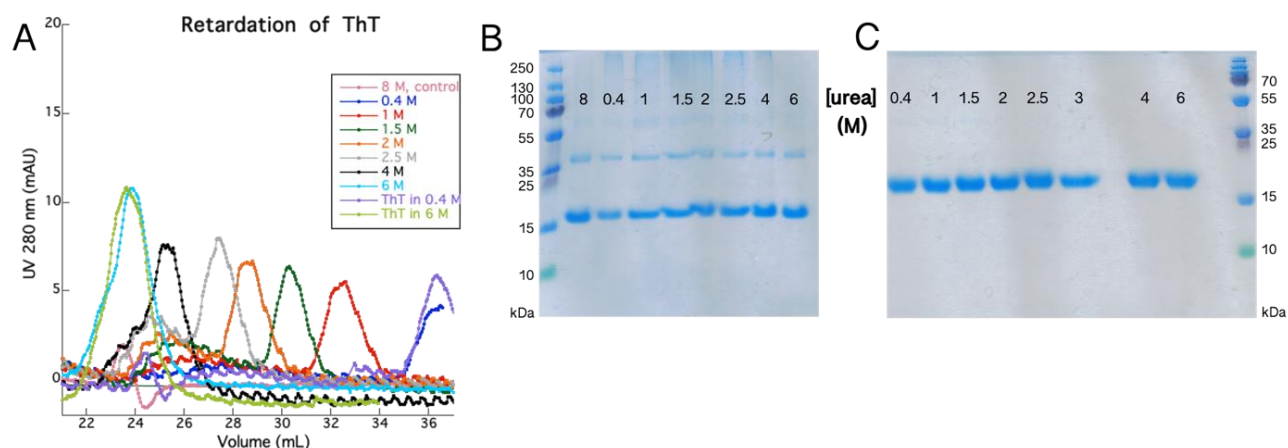 A
Retardation of ThT
UV 280 nm (mAU)
20
15
10
5
0
22 24 26 28 30 32 34 36
Volume (mL)
8 M, control
0.4 M
1 M
1.5 M
2 M
2.5 M
4 M
6 M
ThT in 0.4 M
ThT in 6 M
B
250
130
100
70
55
35
25
15
10
kDa
8 0.4 1 1.5 2 2.5 4 6
C
[urea]
(M)
0.4 1 1.5 2 2.5 3 4 6
70
55
35
25
15
10
kDa